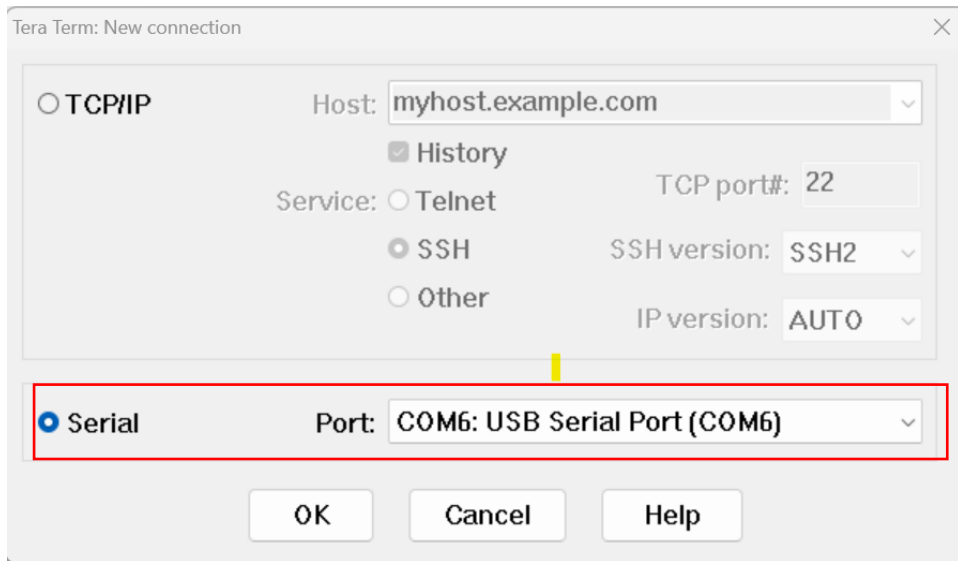 Tera Term: New connection
TCP/IP Host: myhost.example.com
History
Service: Telnet TCP port#: 22
SSH SSH version: SSH2
Other IP version: AUTO
Serial Port: COM6: USB Serial Port (COM6)
OK Cancel Help